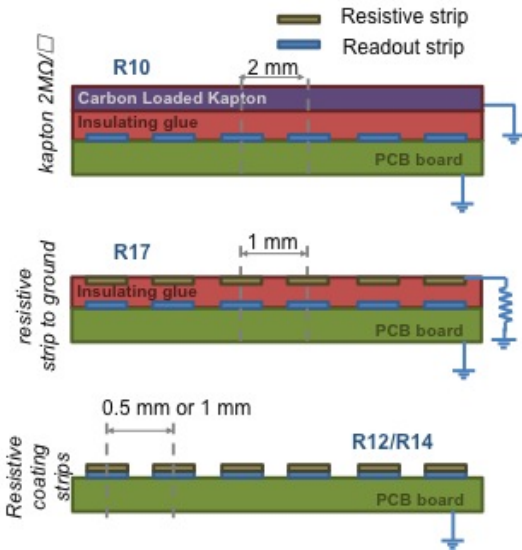 Resistive strip
Readout strip
R10
2 mm
kapton 2MΩ/□
Carbon Loaded Kapton
Insulating glue
PCB board
R17
1 mm
resistive
strip to ground
Insulating glue
PCB board
0.5 mm or 1 mm
R12/R14
Resistive
coating
strips
PCB board